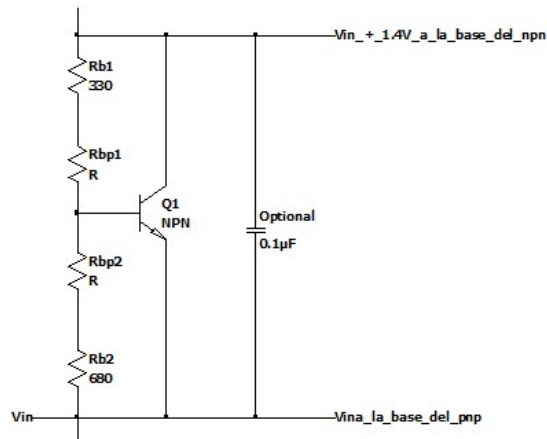 Vin_+_1.4V_a_la_base_del_npn
Rb1
330
Rbp1
R
Q1
NPN
Optional
0.1µF
Rbp2
R
Rb2
680
Vin
Vina_la_base_del_pnp